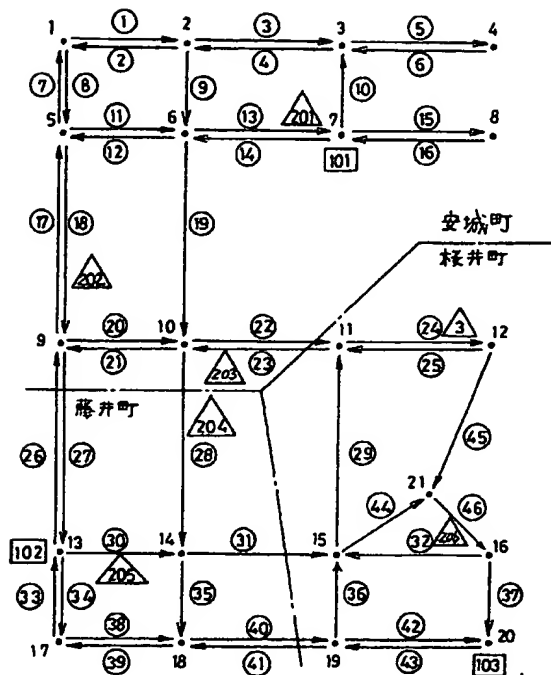 ① ③ ⑤
1 2 3 4
② ④ ⑥
⑦ ⑧ ⑨ ⑩
⑪ ⑬ 201 ⑮
5 6 7 8
⑫ ⑭ 101 ⑯
⑰ ⑱ ⑲
安城町
桜井町
202
⑳ ㉒ ㉔ 3
9 10 11 12
㉑ 203 ㉓ ㉕
藤井町
204
㉖ ㉗ ㉘ ㉙ ㊺
21
㊹ ㊻
102 13 ㉚ 14 ㉛ 15 ㉜ 206 16
205
㉝ ㉞ ㉟ ㊱ ㊲
㊳ ㊵ ㊷
17 18 19 20
㊴ ㊶ ㊸ 103